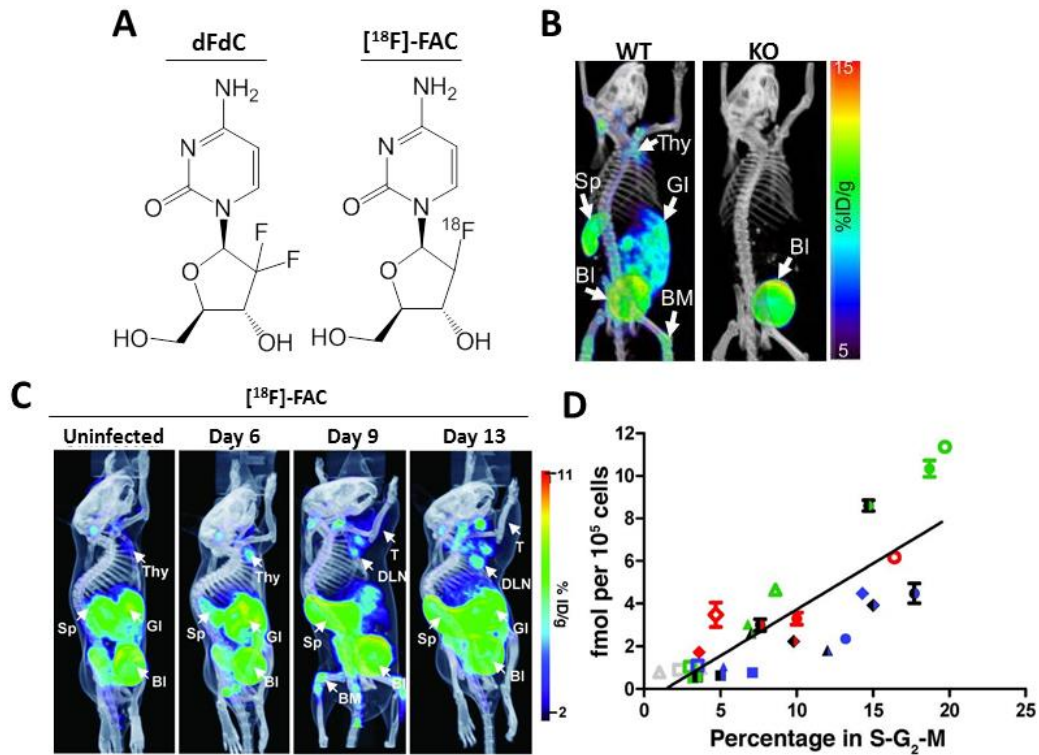 A
dFdC
[¹⁸F]-FAC
NH₂
N
O
N
F
F
O
HO
OH
NH₂
N
O
N
¹⁸F
O
HO
OH
B
WT
KO
Thy
Sp
GI
Bl
BM
Bl
15
%ID/g
5
C
[¹⁸F]-FAC
Uninfected
Day 6
Day 9
Day 13
Thy
Sp
GI
Bl
Thy
Sp
GI
Bl
T
DLN
Sp
BM
Bl
T
DLN
Sp
GI
Bl
11
% ID/g
2
D
fmol per 10⁵ cells
12
10
8
6
4
2
0
0 5 10 15 20 25
Percentage in S-G₂-M